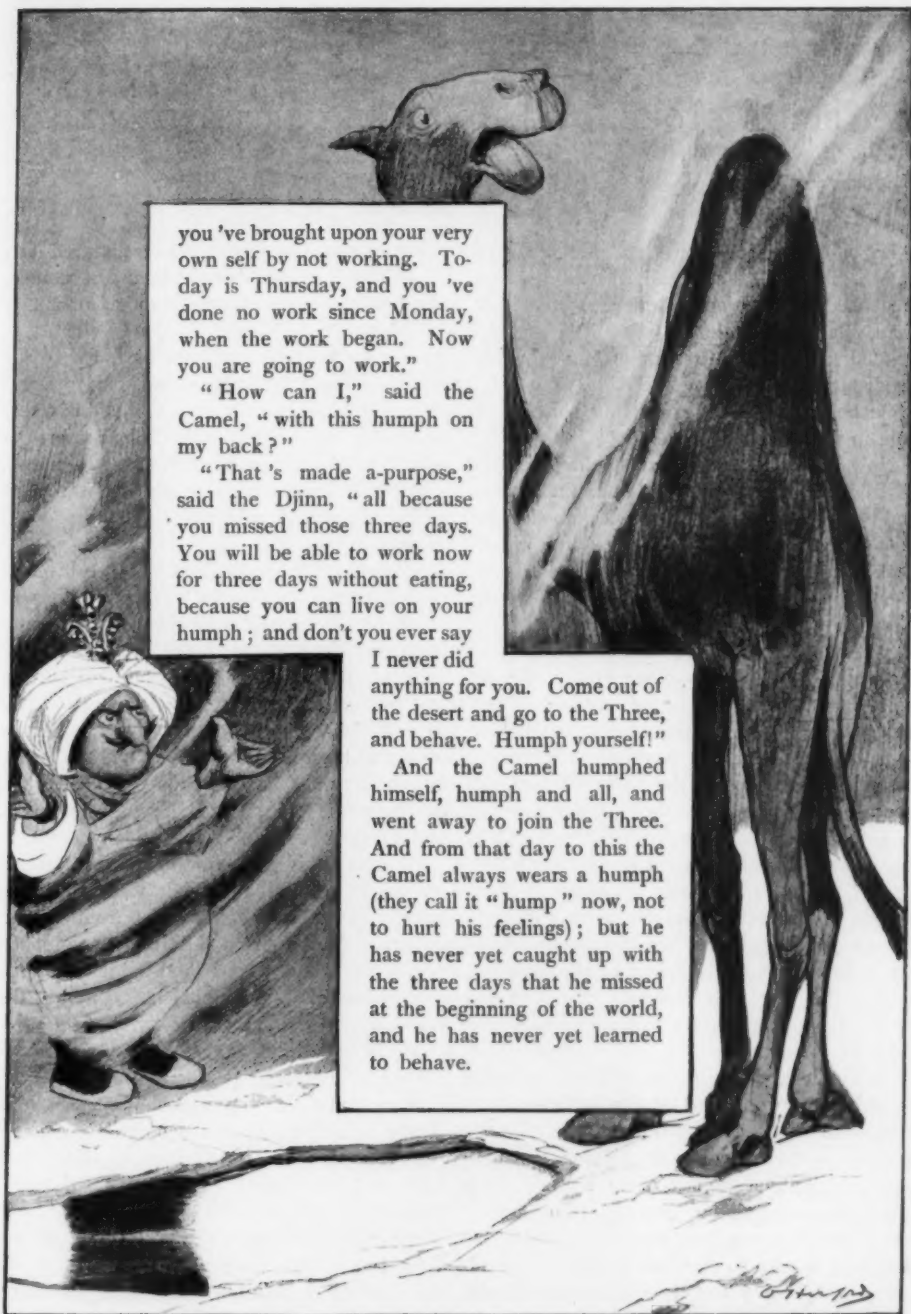 you 've brought upon your very
own self by not working. To-
day is Thursday, and you 've
done no work since Monday,
when the work began. Now
you are going to work."
"How can I," said the
Camel, "with this humph on
my back?"
"That 's made a-purpose,"
said the Djinn, "all because
you missed those three days.
You will be able to work now
for three days without eating,
because you can live on your
humph; and don't you ever say
I never did
anything for you. Come out of
the desert and go to the Three,
and behave. Humph yourself!"
And the Camel humphed
himself, humph and all, and
went away to join the Three.
And from that day to this the
Camel always wears a humph
(they call it "hump" now, not
to hurt his feelings); but he
has never yet caught up with
the three days that he missed
at the beginning of the world,
and he has never yet learned
to behave.